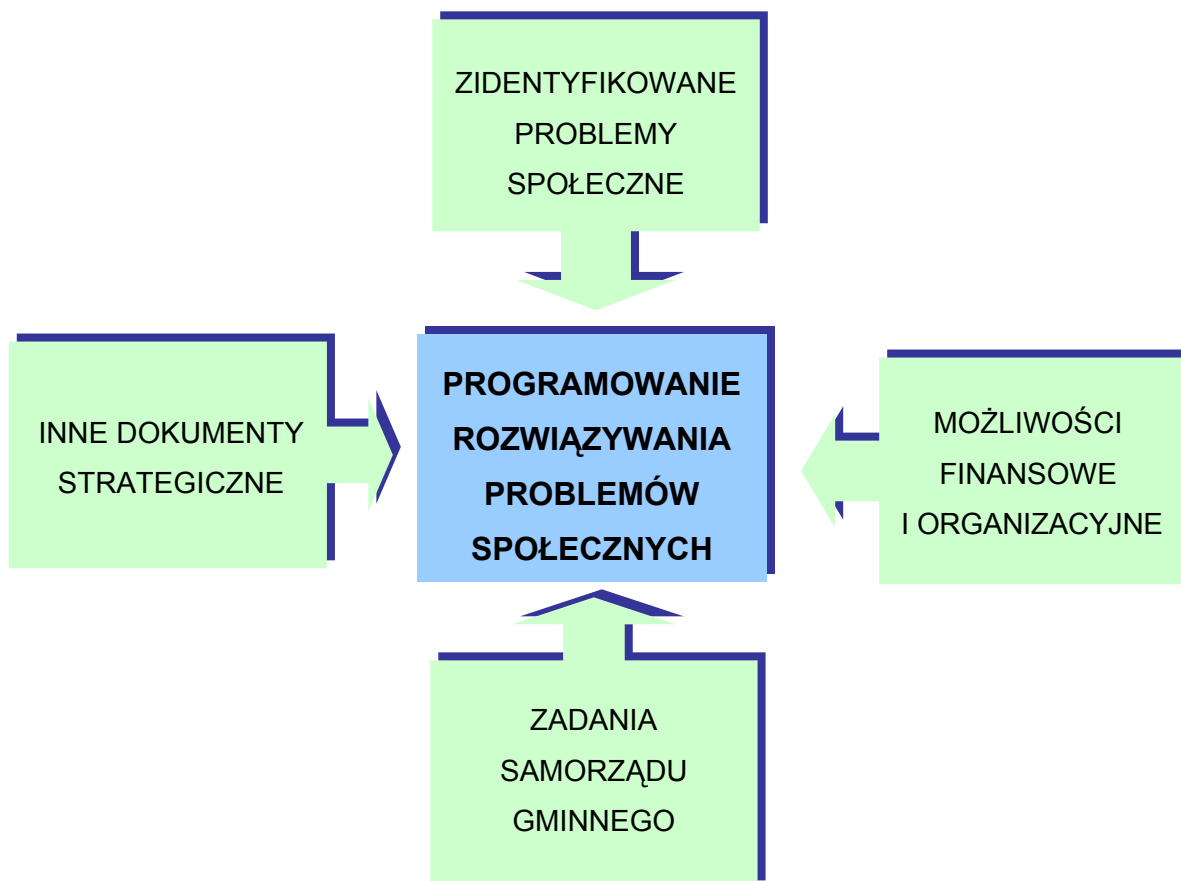 ZIDENTYFIKOWANE
PROBLEMY
SPOŁECZNE
INNE DOKUMENTY
STRATEGICZNE
PROGRAMOWANIE
ROZWIĄZYWANIA
PROBLEMÓW
SPOŁECZNYCH
MOŻLIWOŚCI
FINANSOWE
I ORGANIZACYJNE
ZADANIA
SAMORZĄDU
GMINNEGO